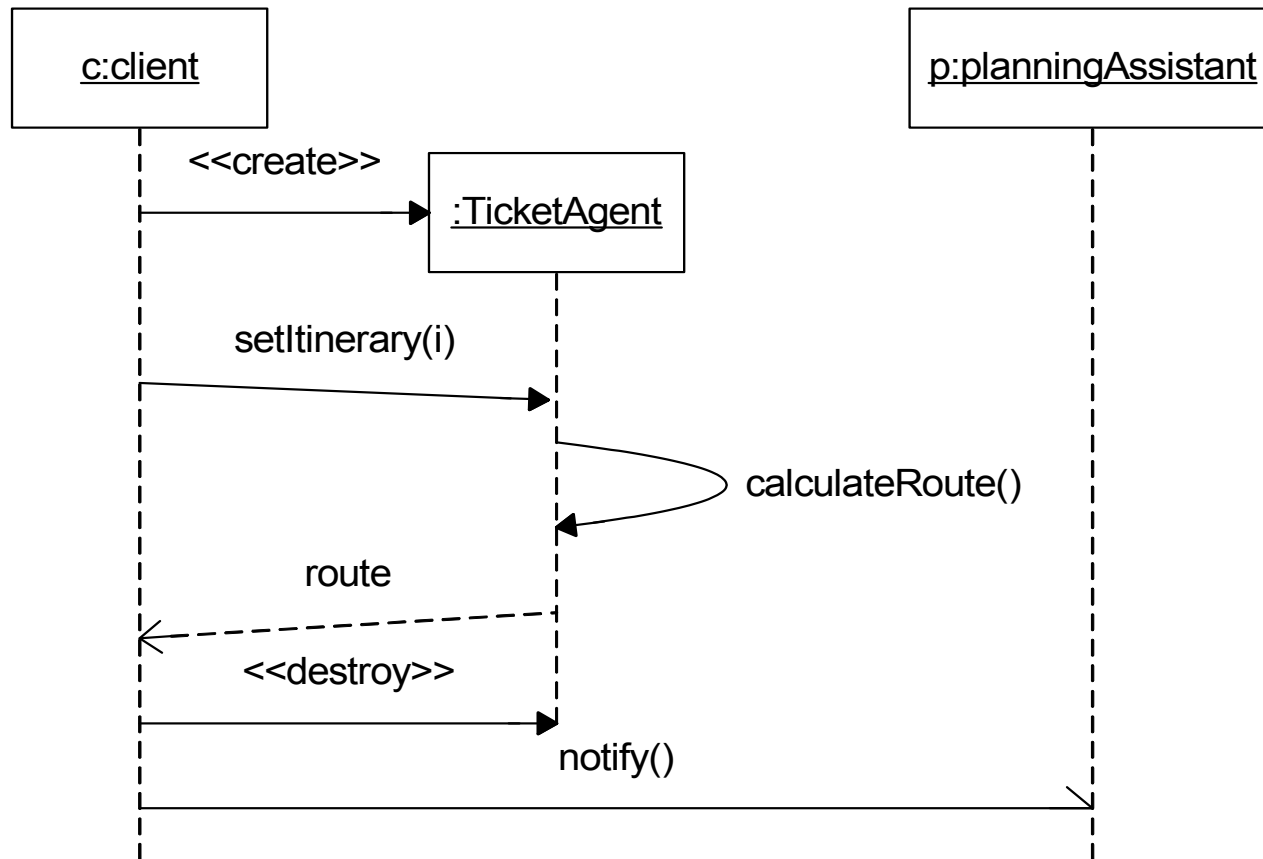 c:client
p:planningAssistant
<<create>>
:TicketAgent
setItinerary(i)
calculateRoute()
route
<<destroy>>
notify()